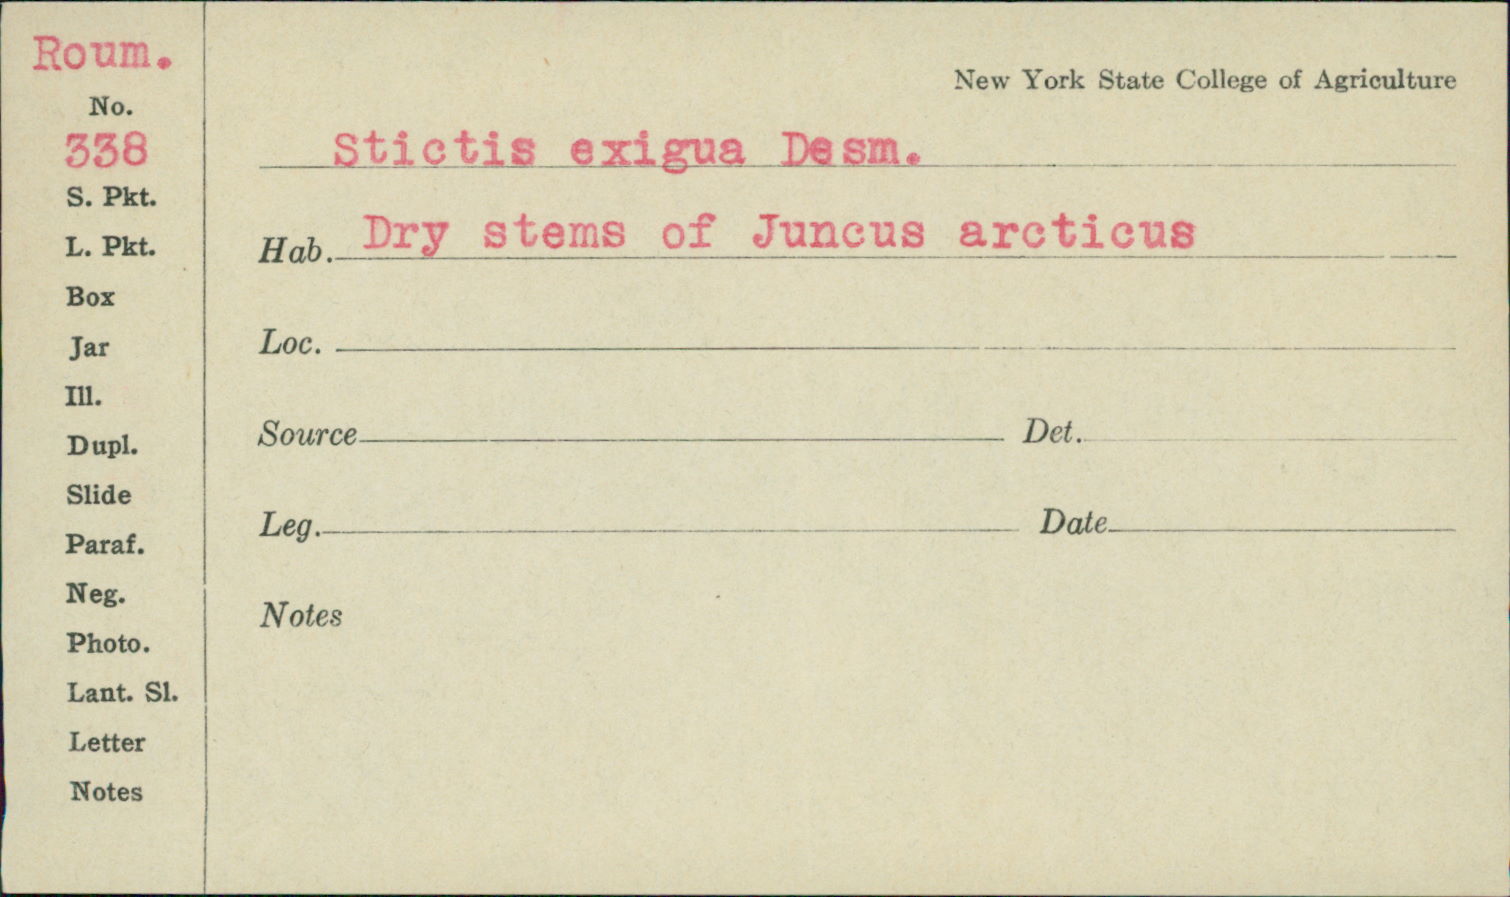 Roum.
No.
338
S. Pkt.
L. Pkt.
Box
Jar
Ill.
Dupl.
Slide
Paraf.
Neg.
Photo.
Lant. Sl.
Letter
Notes
New York State College of Agriculture
Stictis exigua Desm.
Hab. Dry stems of Juncus arcticus
Loc.
Source Det.
Leg. Date
Notes